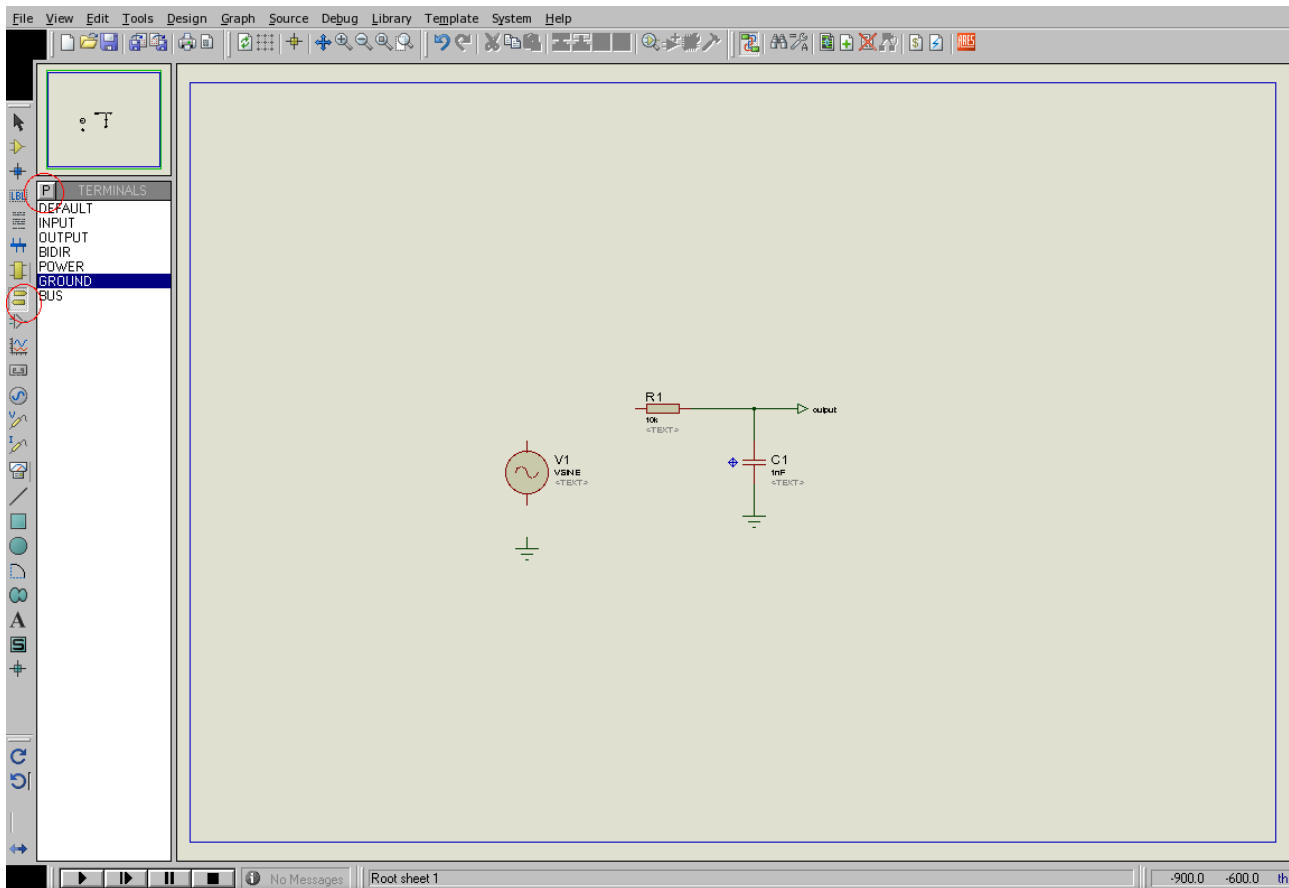 File View Edit Tools Design Graph Source Debug Library Template System Help
ARES
LBL
P TERMINALS
DEFAULT
INPUT
OUTPUT
BIDIR
POWER
GROUND
BUS
R1
10k
<TEXT>
output
V1
VSINE
<TEXT>
C1
1nF
<TEXT>
V
I
A
S
No Messages
Root sheet 1
-900.0 -600.0 th